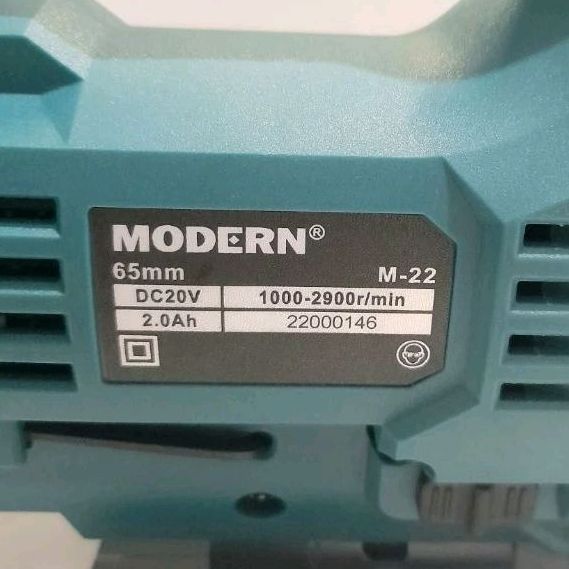 MODERN®
65mm M-22
DC20V 1000-2900r/min
2.0Ah 22000146